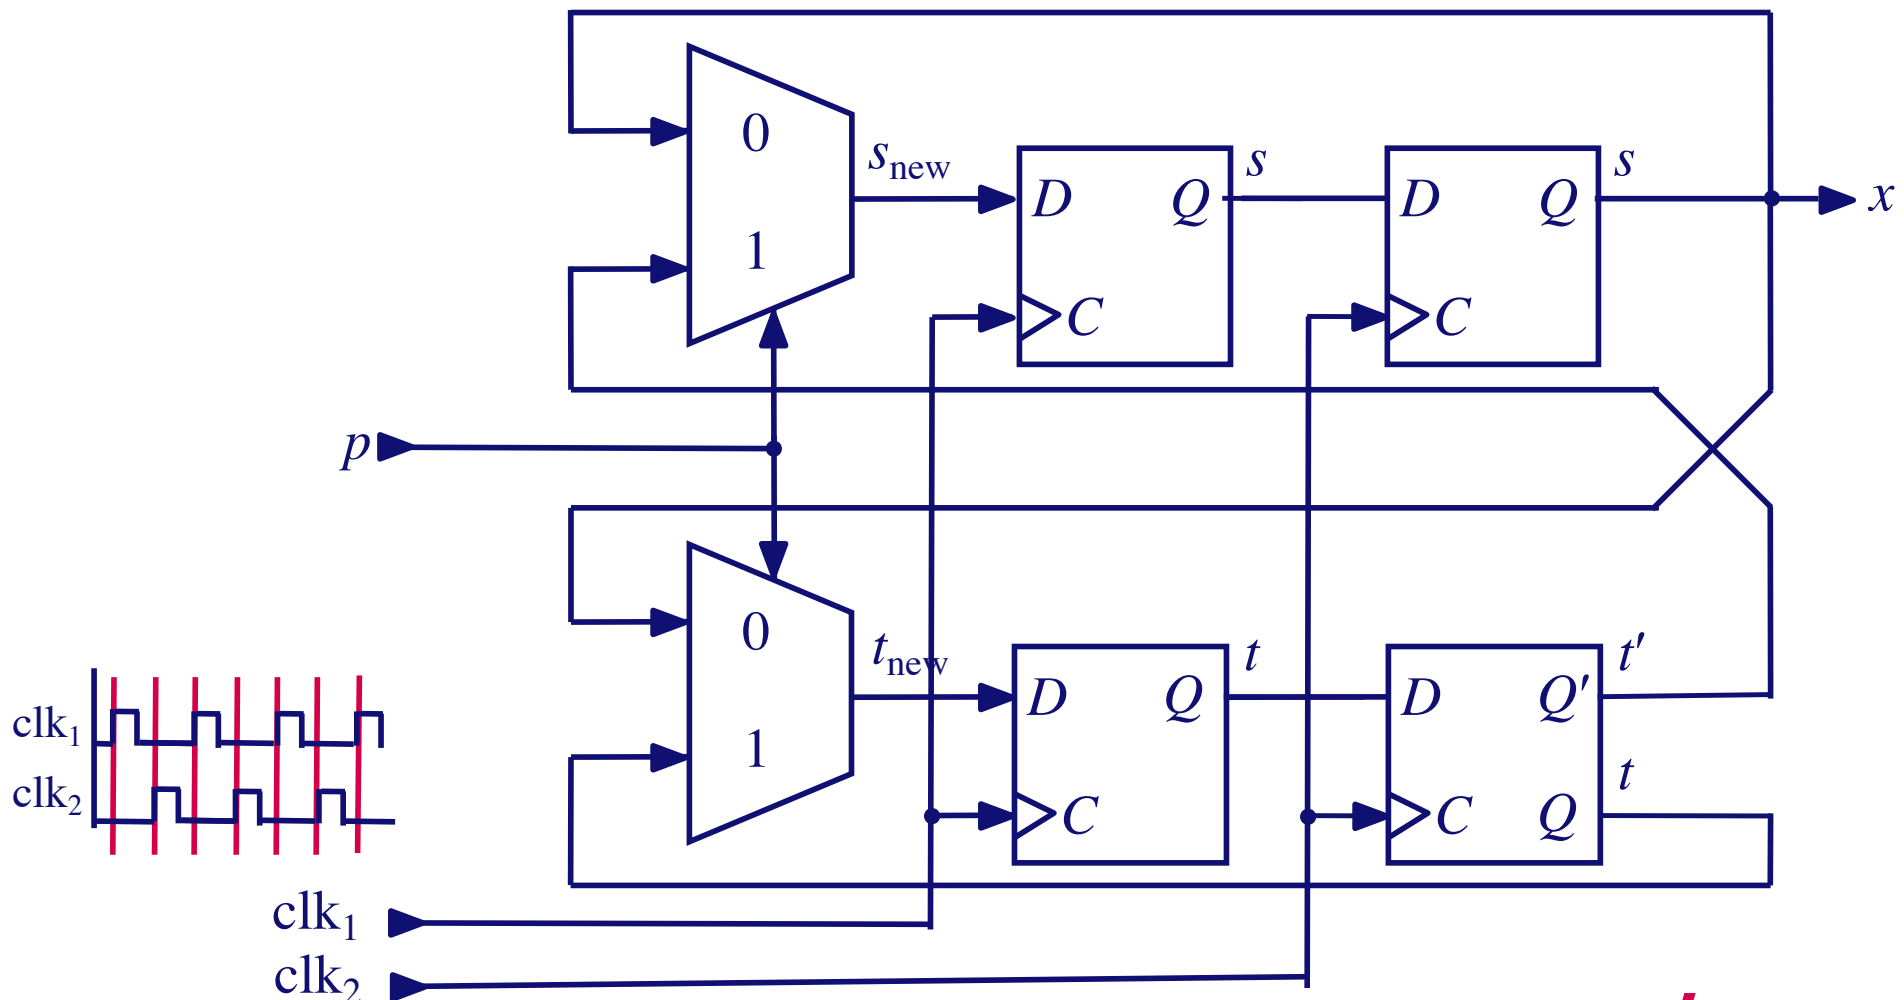 0
1
s_new
D Q
C
s
D Q
C
s
x
p
0
1
t_new
D Q
C
t
D Q′
C Q
t′
t
clk₁
clk₂
clk₁
clk₂